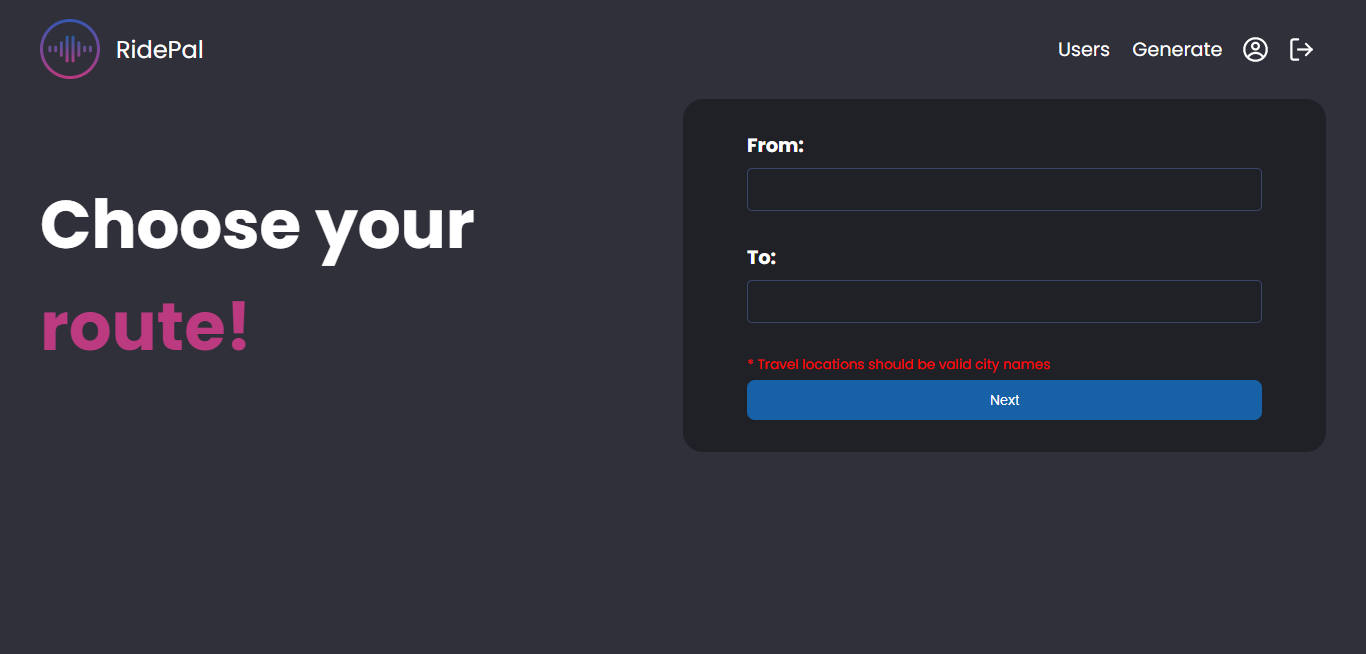 RidePal
Users
Generate
Choose your
route!
From:
To:
* Travel locations should be valid city names
Next